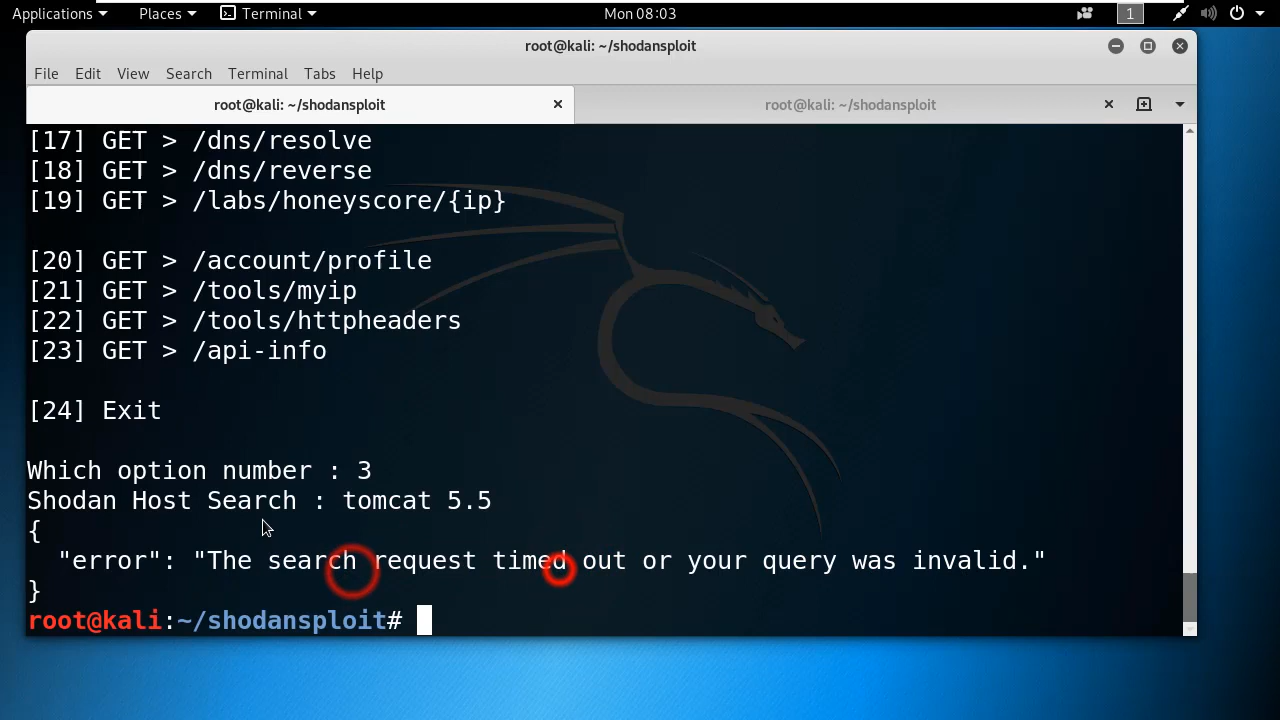 Applications Places Terminal Mon 08:03 1
root@kali: ~/shodansploit
File Edit View Search Terminal Tabs Help
root@kali: ~/shodansploit root@kali: ~/shodansploit
[17] GET > /dns/resolve
[18] GET > /dns/reverse
[19] GET > /labs/honeyscore/{ip}
[20] GET > /account/profile
[21] GET > /tools/myip
[22] GET > /tools/httpheaders
[23] GET > /api-info
[24] Exit
Which option number : 3
Shodan Host Search : tomcat 5.5
{
"error": "The search request timed out or your query was invalid."
}
root@kali:~/shodansploit#